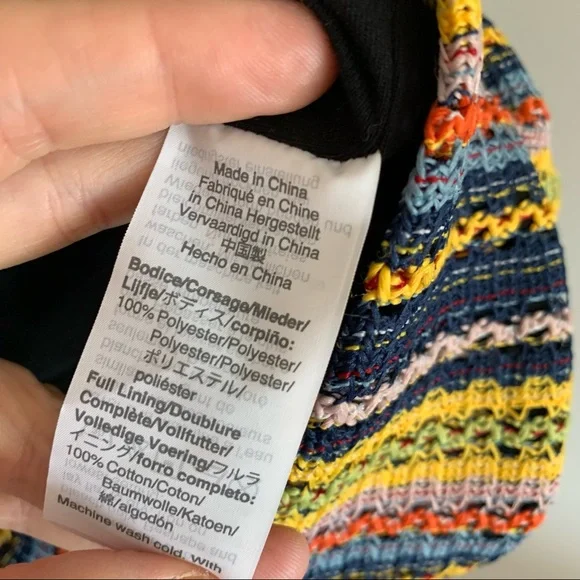 Made in China
Fabriqué en Chine
in China Hergestellt
Vervaardigd in China
中国製
Hecho en China
Bodice/Corsage/Mieder/
Lijfje/ボディス/corpiño:
100% Polyester/Polyester/
Polyester/Polyester/
ポリエステル/
poliéster
Full Lining/Doublure
Complète/Vollfutter/
Volledige Voering/フルラ
イニング/forro completo:
100% Cotton/Coton/
Baumwolle/Katoen/
綿/algodón
Machine wash cold, with